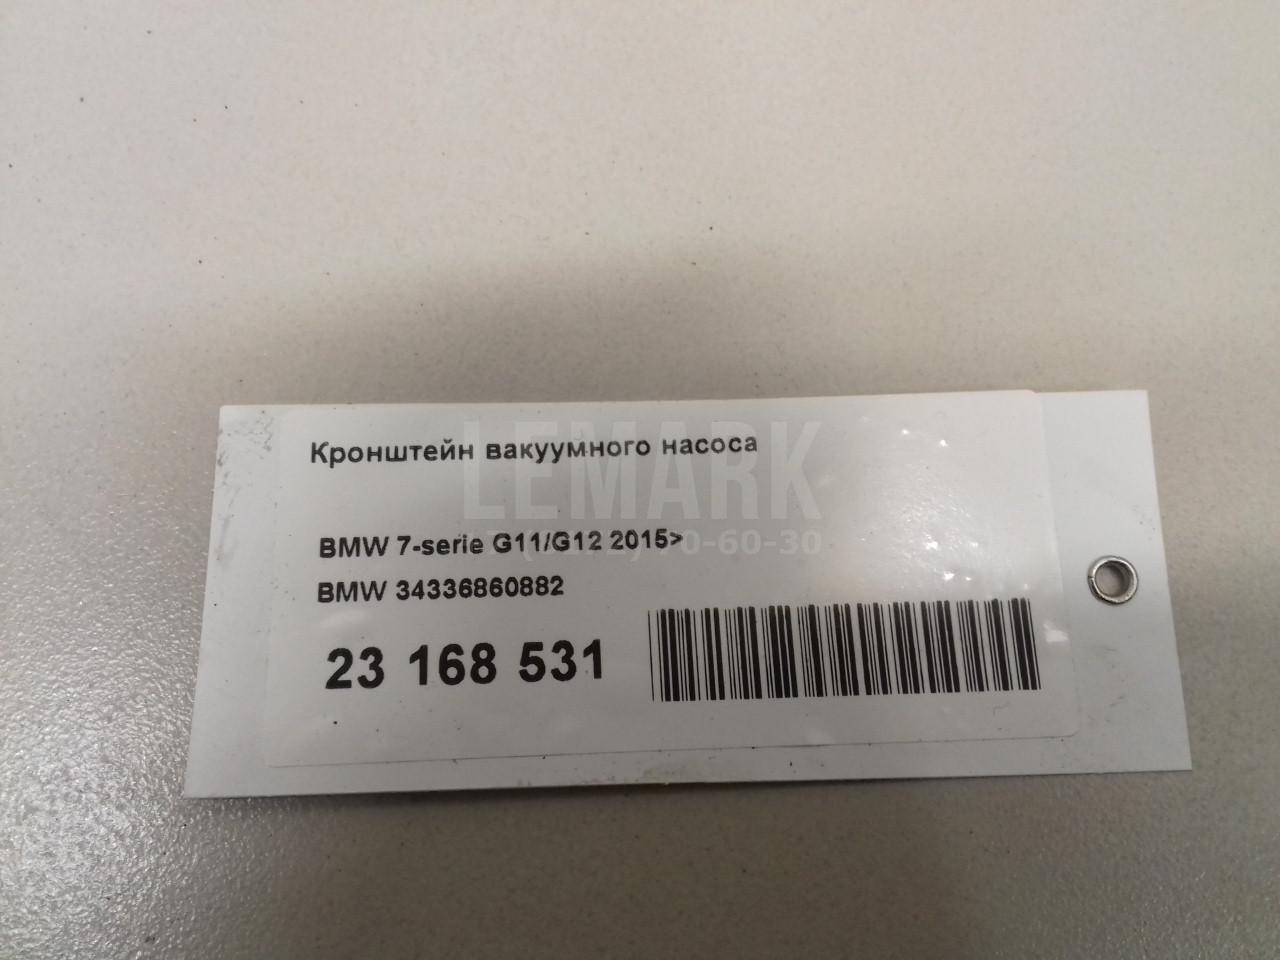 Кронштейн вакуумного насоса
LEMARK
BMW 7-serie G11/G12 2015>
BMW 34336860882
23 168 531